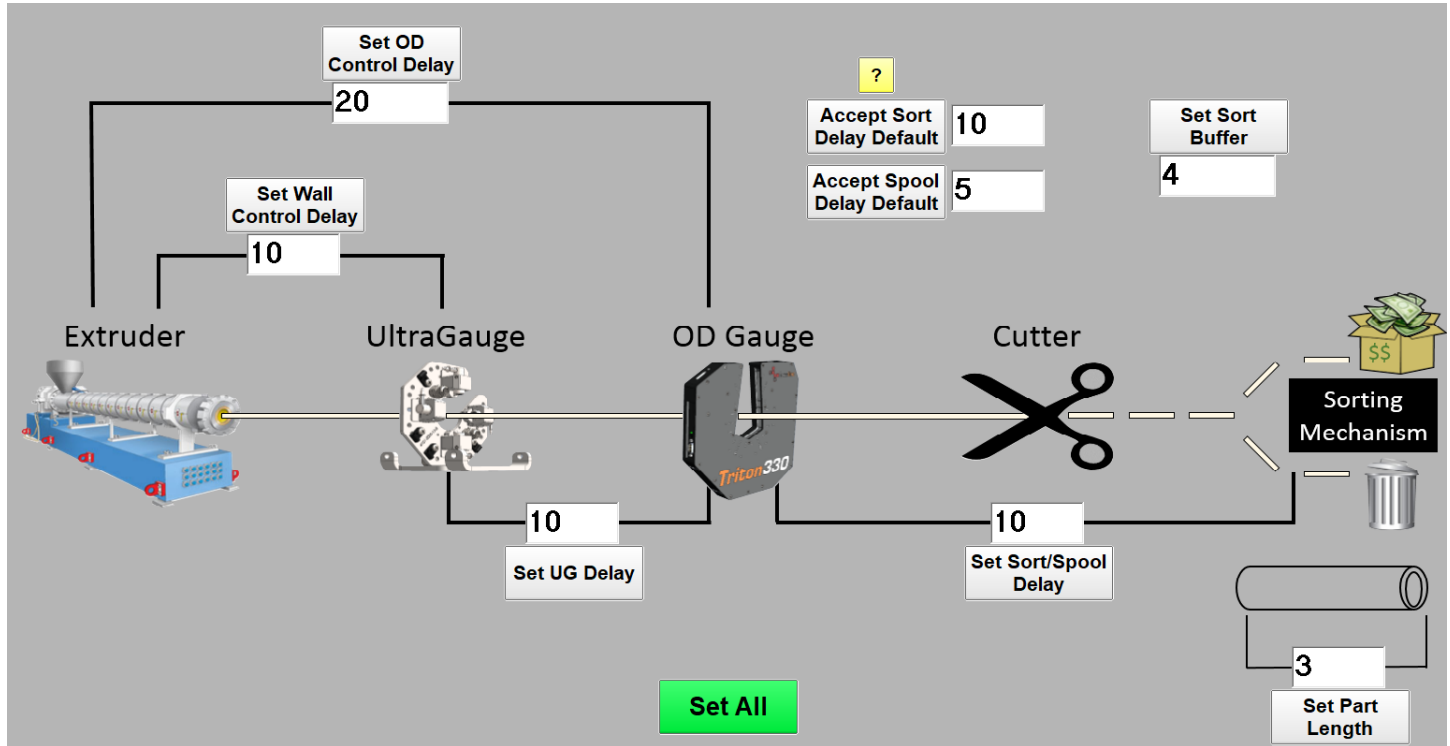 Set OD
Control Delay
20
?
Accept Sort
Delay Default
10
Set Sort
Buffer
4
Accept Spool
Delay Default
5
Set Wall
Control Delay
10
Extruder
UltraGauge
OD Gauge
Cutter
$$
Sorting
Mechanism
Triton330
10
Set UG Delay
10
Set Sort/Spool
Delay
3
Set Part
Length
Set All